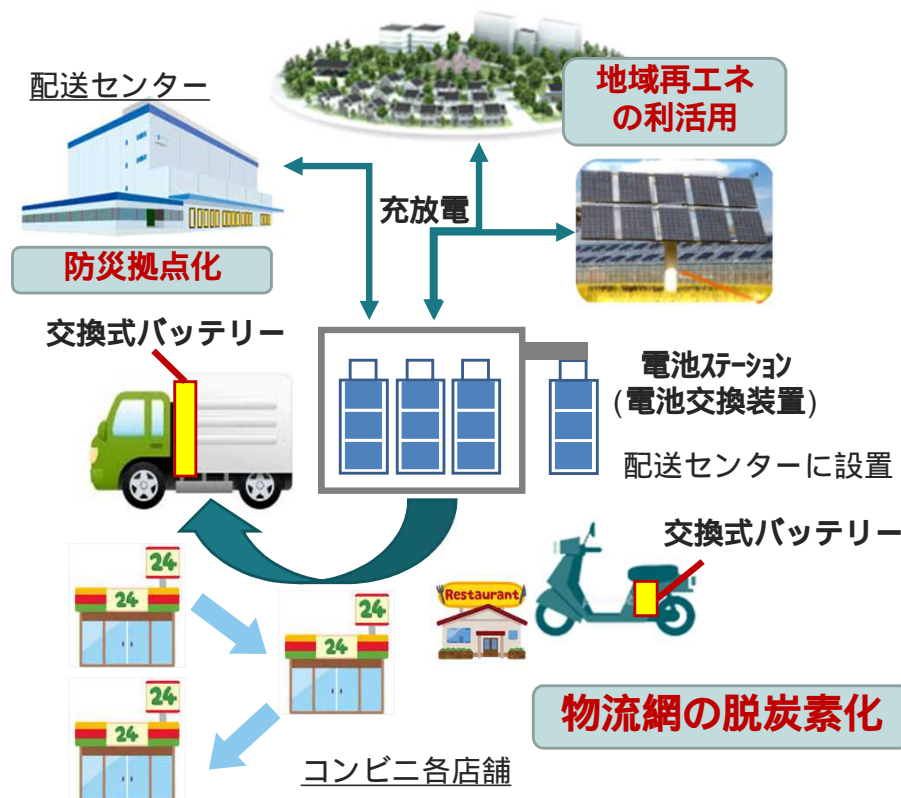 配送センター
地域再エネ
の利活用
充放電
防災拠点化
交換式バッテリー
電池ステーション
(電池交換装置)
配送センターに設置
交換式バッテリー
24
24
24
24
Restaurant
24
24
物流網の脱炭素化
コンビニ各店舗